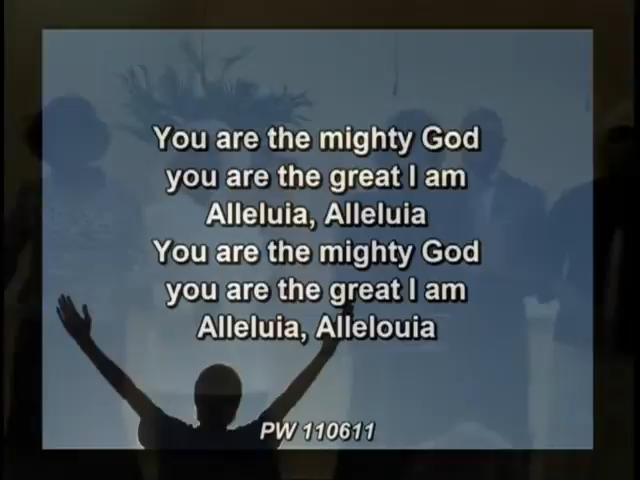 You are the mighty God
you are the great I am
Alleluia, Alleluia
You are the mighty God
you are the great I am
Alleluia, Allelouia
PW 110611